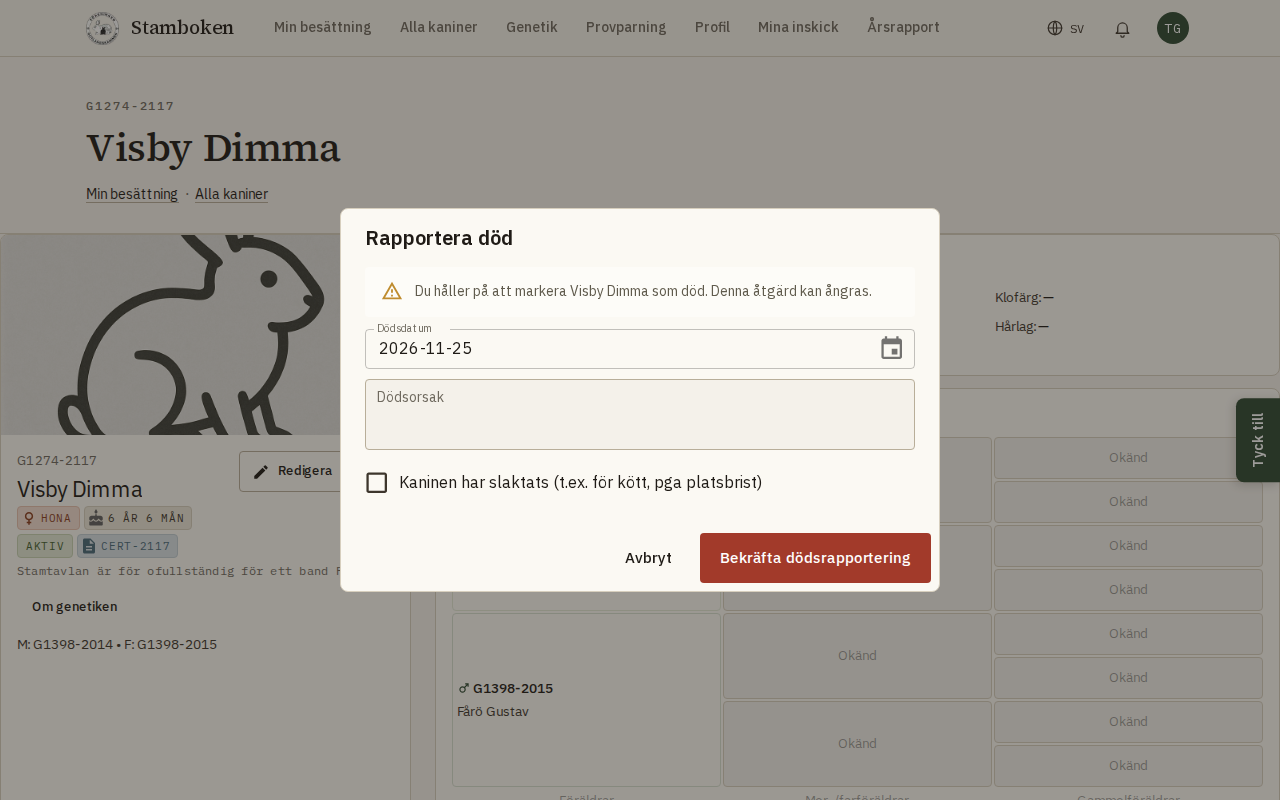 Stamboken
Min besättning
Alla kaniner
Genetik
Provparning
Profil
Mina inskick
Årsrapport
SV
TG
G1274-2117
Visby Dimma
Min besättning · Alla kaniner
Rapportera död
Du håller på att markera Visby Dimma som död. Denna åtgärd kan ångras.
Dödsdatum
2026-11-25
Dödsorsak
Kaninen har slaktats (t.ex. för kött, pga platsbrist)
Avbryt
Bekräfta dödsrapportering
Klofärg:—
Hårlag:—
Tyck till
G1274-2117
Visby Dimma
Redigera
HONA
6 ÅR 6 MÅN
AKTIV
CERT-2117
Stamtavlan är för ofullständig för ett band
Om genetiken
M: G1398-2014 • F: G1398-2015
G1398-2015
Fårö Gustav
Okänd
Okänd
Okänd
Okänd
Okänd
Okänd
Okänd
Okänd
Okänd
Okänd
Föräldrar
Mor-/farföräldrar
Gammelföräldrar